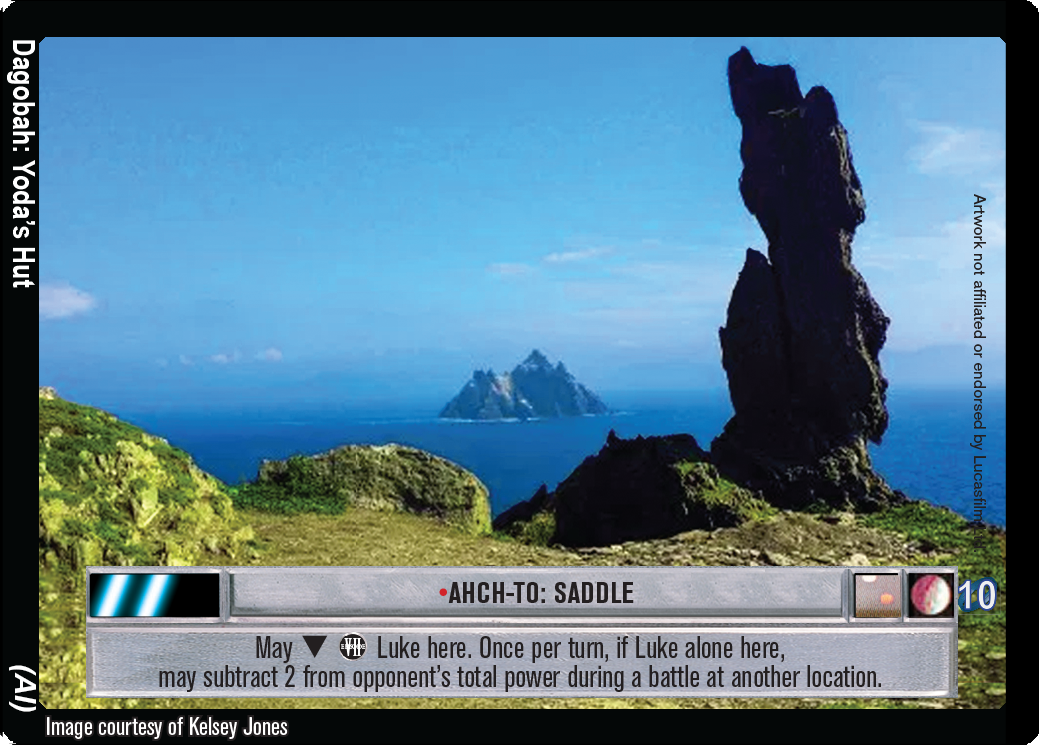 Dagobah: Yoda's Hut
(AI)
Artwork not affiliated or endorsed by Lucasfilm
•AHCH-TO: SADDLE
10
May ▼ EPISODE VII Luke here. Once per turn, if Luke alone here,
may subtract 2 from opponent's total power during a battle at another location.
Image courtesy of Kelsey Jones